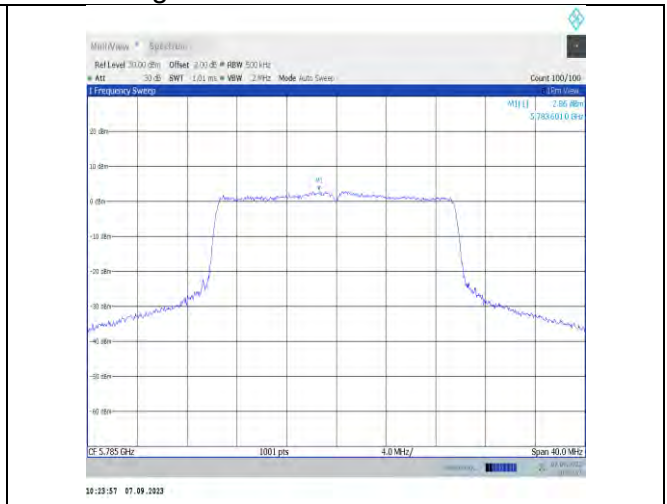 MultiView Spectrum
Ref Level 30.00 dBm Offset 2.00 dB RBW 500 kHz
Att 30 dB SWT 1.01 ms VBW 2 MHz Mode Auto Sweep Count 100/100
1 Frequency Sweep 1Rm View
M1[1] 2.86 dBm
5.7836010 GHz
20 dBm
10 dBm
M1
0 dBm
-10 dBm
-20 dBm
-30 dBm
-40 dBm
-50 dBm
-60 dBm
CF 5.785 GHz 1001 pts 4.0 MHz/ Span 40.0 MHz
10:23:57 07.09.2023